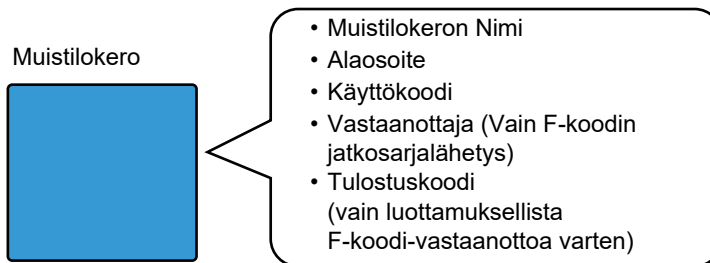 Muistilokero
• Muistilokeron Nimi
• Alaosoite
• Käyttökoodi
• Vastaanottaja (Vain F-koodin
jatkosarjalähetys)
• Tulostuskoodi
(vain luottamuksellista
F-koodi-vastaanottoa varten)